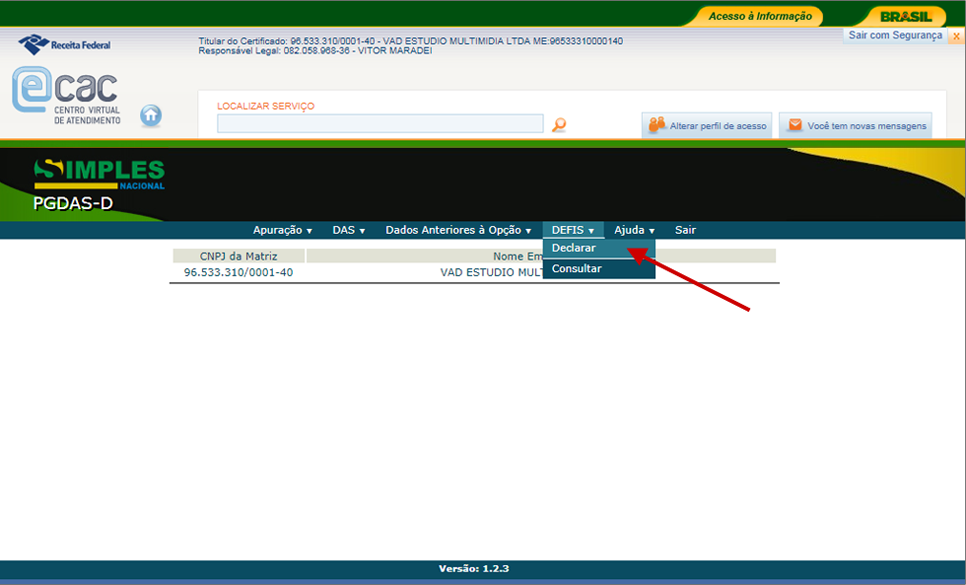 Acesso à Informação
BRASIL
Receita Federal
Titular do Certificado: 96.533.310/0001-40 - VAD ESTUDIO MULTIMIDIA LTDA ME:96533310000140
Responsável Legal: 082.058.968-36 - VITOR MARADEI
Sair com Segurança x
ecac
CENTRO VIRTUAL
DE ATENDIMENTO
LOCALIZAR SERVIÇO
Alterar perfil de acesso
Você tem novas mensagens
SIMPLES
NACIONAL
PGDAS-D
Apuração DAS Dados Anteriores à Opção DEFIS Ajuda Sair
Declarar
Consultar
CNPJ da Matriz Nome Em
96.533.310/0001-40 VAD ESTUDIO MULT
Versão: 1.2.3